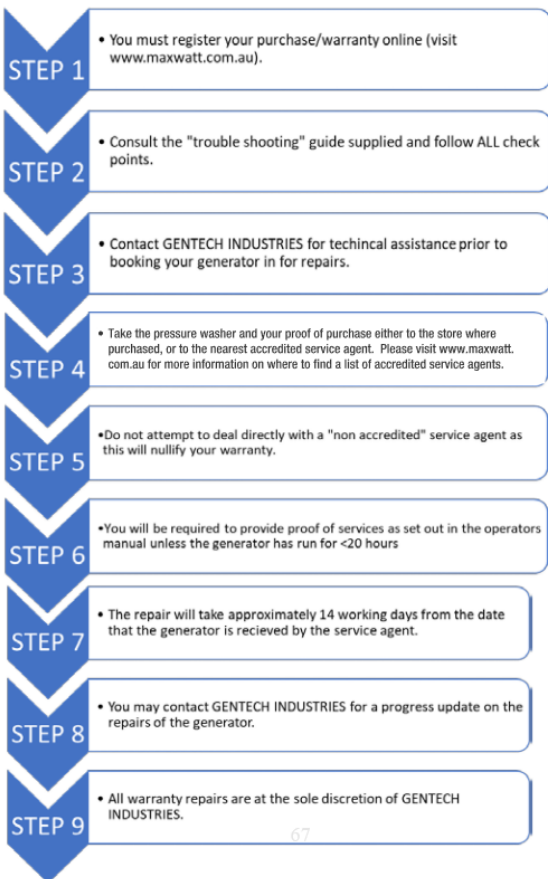 STEP 1
• You must register your purchase/warranty online (visit
www.maxwatt.com.au).
STEP 2
• Consult the "trouble shooting" guide supplied and follow ALL check
points.
STEP 3
• Contact GENTECH INDUSTRIES for techincal assistance prior to
booking your generator in for repairs.
STEP 4
• Take the pressure washer and your proof of purchase either to the store where
purchased, or to the nearest accredited service agent. Please visit www.maxwatt.
com.au for more information on where to find a list of accredited service agents.
STEP 5
•Do not attempt to deal directly with a "non accredited" service agent as
this will nullify your warranty.
STEP 6
•You will be required to provide proof of services as set out in the operators
manual unless the generator has run for <20 hours
STEP 7
• The repair will take approximately 14 working days from the date
that the generator is recieved by the service agent.
STEP 8
• You may contact GENTECH INDUSTRIES for a progress update on the
repairs of the generator.
STEP 9
• All warranty repairs are at the sole discretion of GENTECH
INDUSTRIES.
67